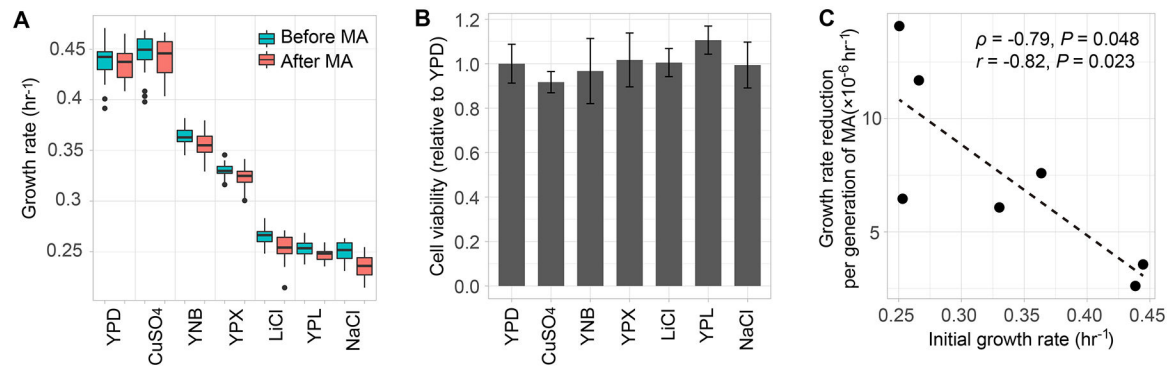 A
Growth rate (hr-1)
0.45
0.4
0.35
0.3
0.25
Before MA
After MA
YPD
CuSO4
YNB
YPX
LiCl
YPL
NaCl
B
Cell viability (relative to YPD)
1.2
1.0
0.8
0.6
0.4
0.2
0.0
YPD
CuSO4
YNB
YPX
LiCl
YPL
NaCl
C
Growth rate reduction
per generation of MA(×10-6 hr-1)
10
5
ρ = -0.79, P = 0.048
r = -0.82, P = 0.023
0.25
0.30
0.35
0.40
0.45
Initial growth rate (hr-1)